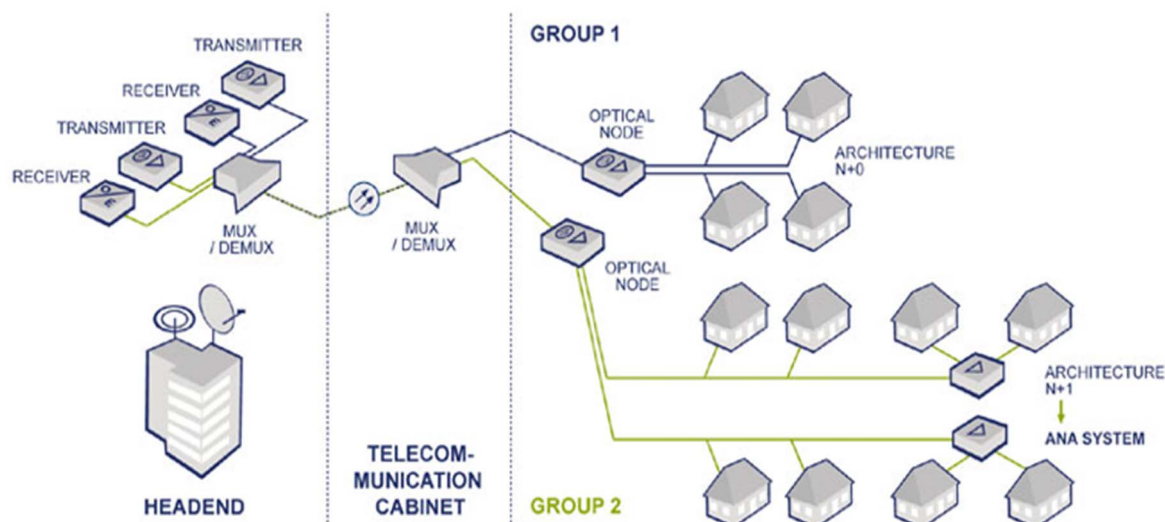 TRANSMITTER
RECEIVER
TRANSMITTER
RECEIVER
MUX
/ DEMUX
HEADEND
MUX
/ DEMUX
TELECOM-
MUNICATION
CABINET
GROUP 1
OPTICAL
NODE
ARCHITECTURE
N+0
OPTICAL
NODE
ARCHITECTURE
N+1
ANA SYSTEM
GROUP 2